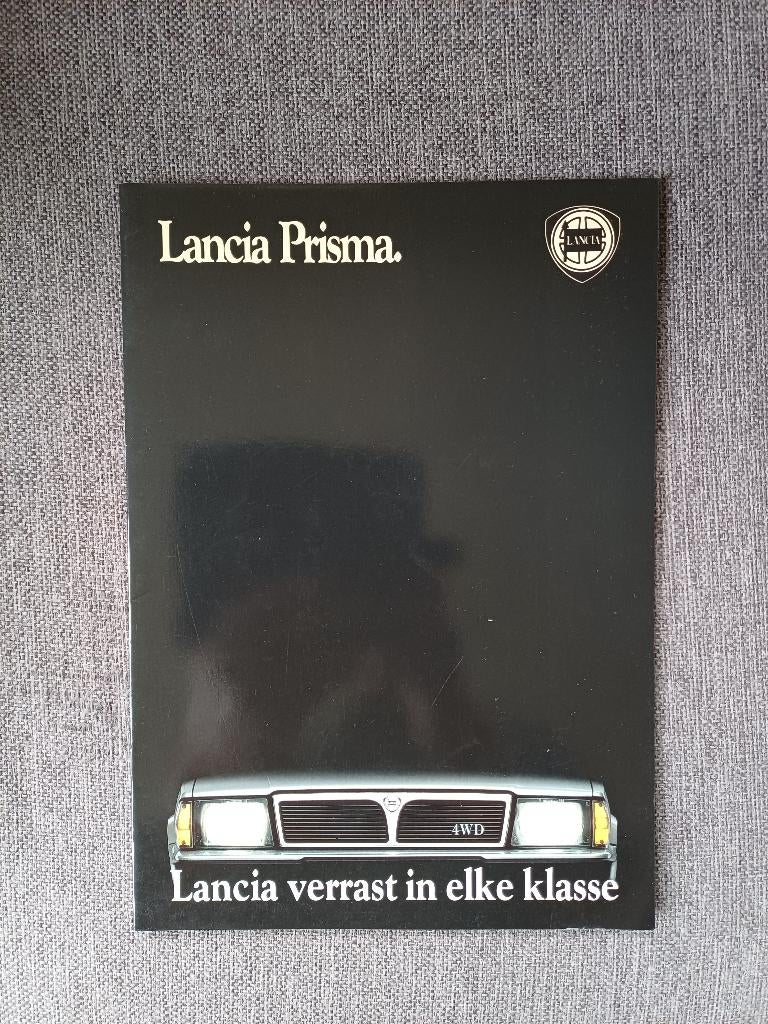 Lancia Prisma.
LANCIA
4WD
Lancia verrast in elke klasse